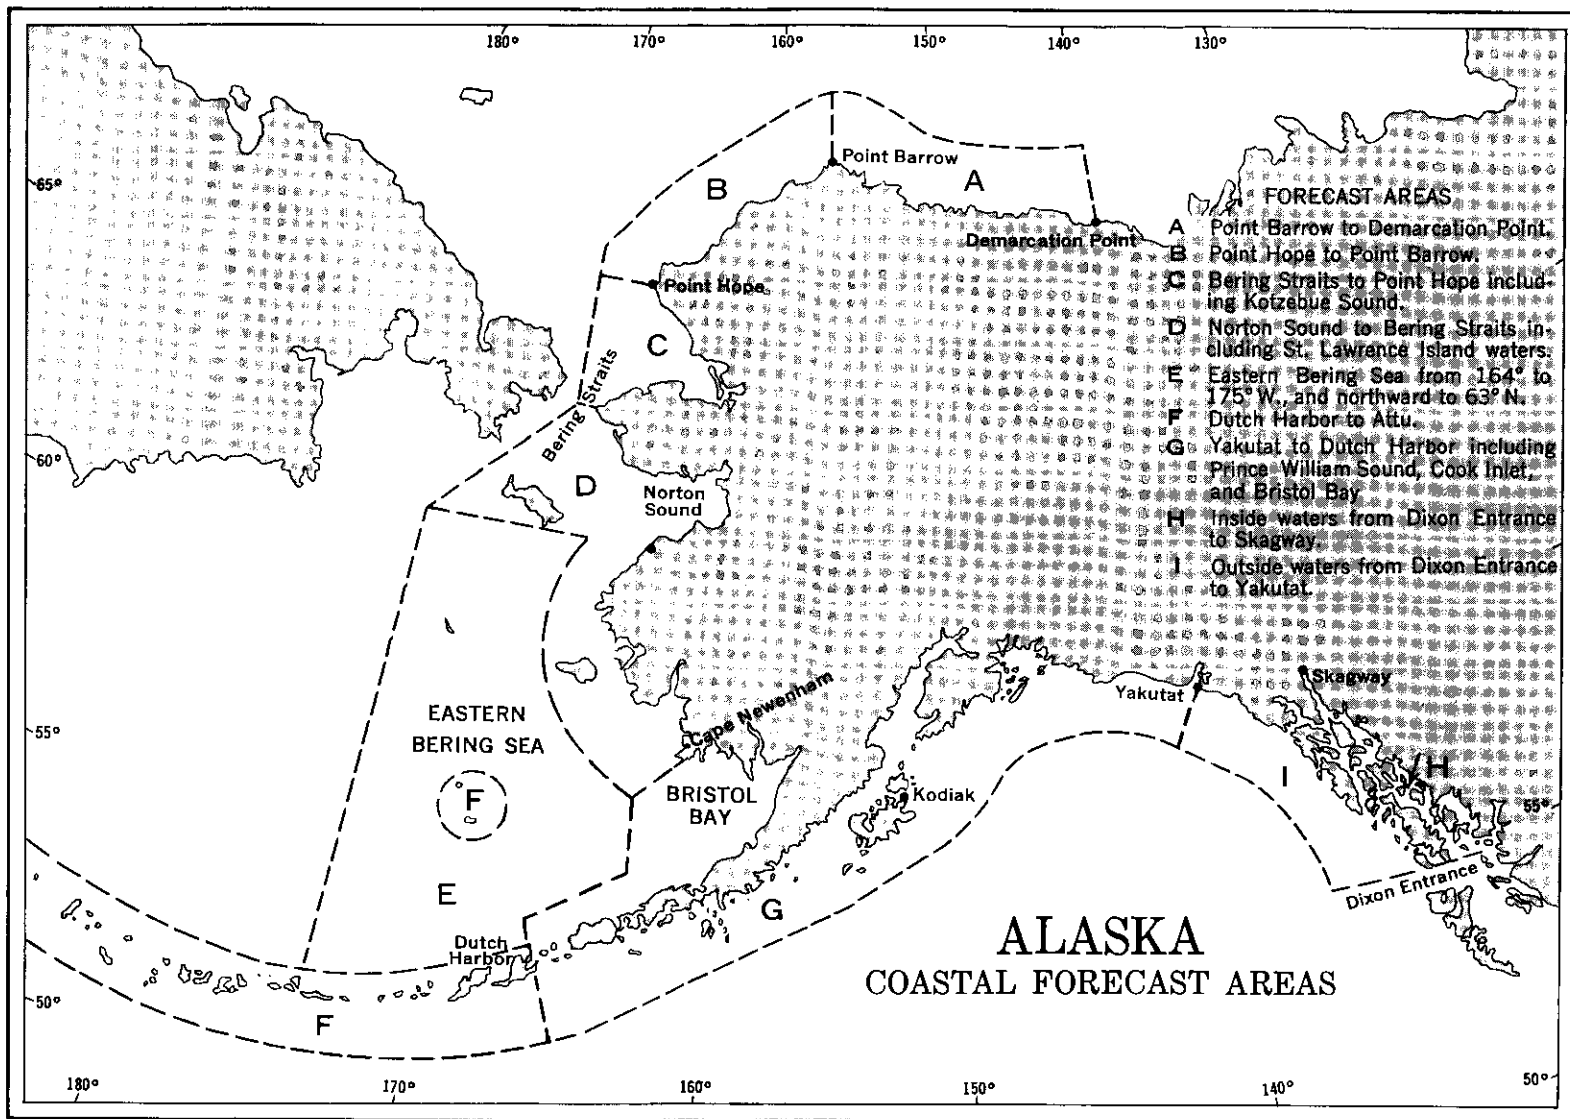 180°
170°
160°
150°
140°
130°
65°
60°
55°
50°
Point Barrow
B
A
Demarcation Point
Point Hope
C
Bering Straits
D
Norton
Sound
FORECAST AREAS
A Point Barrow to Demarcation Point.
B Point Hope to Point Barrow.
C Bering Straits to Point Hope includ-
ing Kotzebue Sound.
D Norton Sound to Bering Straits in-
cluding St. Lawrence Island waters.
E Eastern Bering Sea from 164° to
175° W., and northward to 63° N.
F Dutch Harbor to Attu.
G Yakutat to Dutch Harbor including
Prince William Sound, Cook Inlet,
and Bristol Bay
H Inside waters from Dixon Entrance
to Skagway.
I Outside waters from Dixon Entrance
to Yakutat.
Yakutat
Skagway
Cape Newenham
EASTERN
BERING SEA
F
BRISTOL
BAY
Kodiak
I
H
55°
E
G
Dixon Entrance
Dutch
Harbor
F
ALASKA
COASTAL FORECAST AREAS
180°
170°
160°
150°
140°
50°